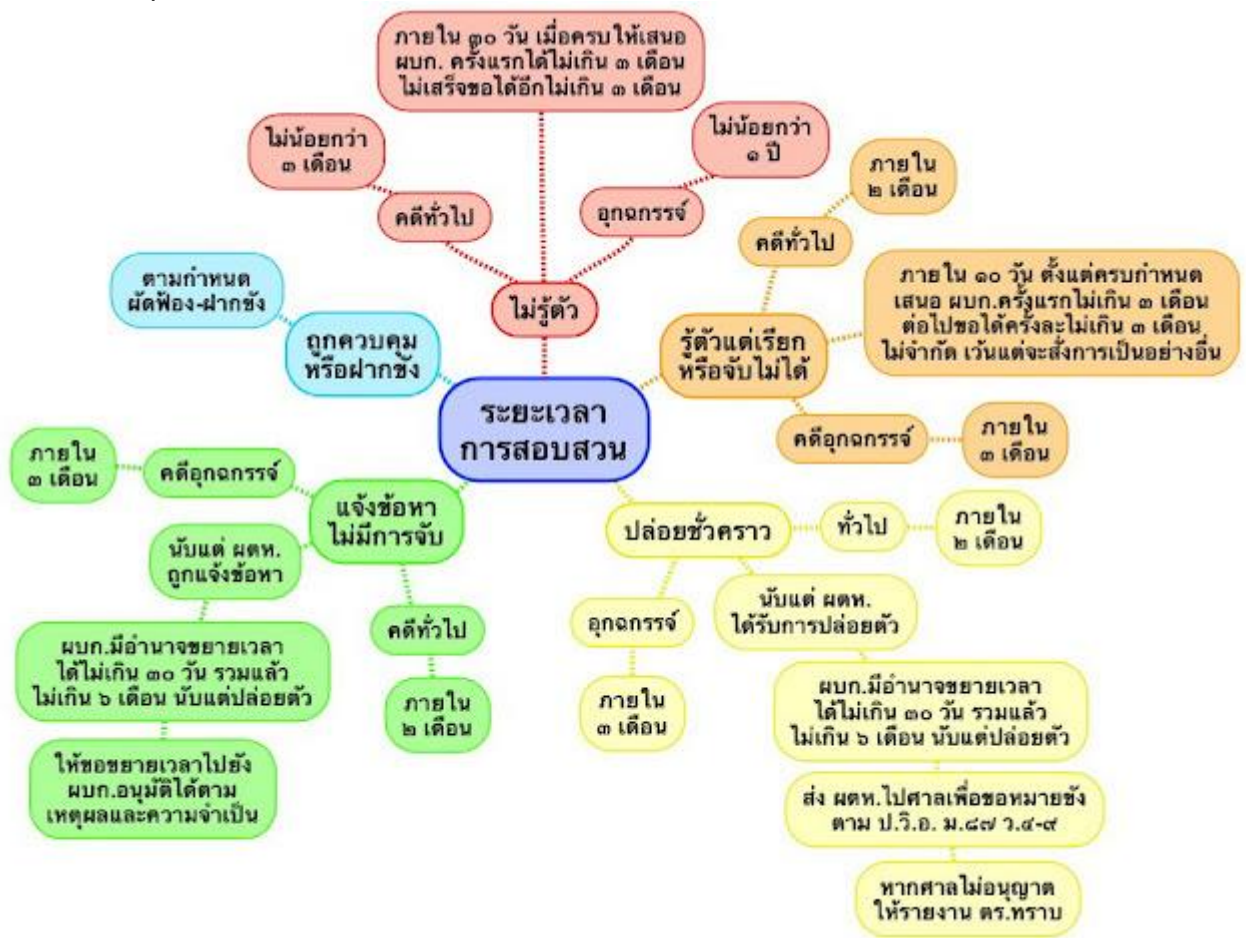 ภายใน ๓๐ วัน เมื่อครบให้เสนอ
ผบก. ครั้งแรกได้ไม่เกิน ๓ เดือน
ไม่เสร็จขอได้อีกไม่เกิน ๓ เดือน
ไม่น้อยกว่า
๓ เดือน
ไม่น้อยกว่า
๑ ปี
คดีทั่วไป
อุกฉกรรจ์
ไม่รู้ตัว
ภายใน
๒ เดือน
คดีทั่วไป
ภายใน ๑๐ วัน ตั้งแต่ครบกำหนด
เสนอ ผบก.ครั้งแรกไม่เกิน ๓ เดือน
ต่อไปขอได้ครั้งละไม่เกิน ๓ เดือน
ไม่จำกัด เว้นแต่จะสั่งการเป็นอย่างอื่น
รู้ตัวแต่เรียก
หรือจับไม่ได้
คดีอุกฉกรรจ์
ภายใน
๓ เดือน
ตามกำหนด
ผัดฟ้อง-ฝากขัง
ถูกควบคุม
หรือฝากขัง
ระยะเวลา
การสอบสวน
ภายใน
๓ เดือน
คดีอุกฉกรรจ์
แจ้งข้อหา
ไม่มีการจับ
นับแต่ ผตห.
ถูกแจ้งข้อหา
ผบก.มีอำนาจขยายเวลา
ได้ไม่เกิน ๓๐ วัน รวมแล้ว
ไม่เกิน ๖ เดือน นับแต่ปล่อยตัว
ให้ขอขยายเวลาไปยัง
ผบก.อนุมัติได้ตาม
เหตุผลและความจำเป็น
คดีทั่วไป
ภายใน
๒ เดือน
ปล่อยชั่วคราว
ทั่วไป
ภายใน
๒ เดือน
อุกฉกรรจ์
ภายใน
๓ เดือน
นับแต่ ผตห.
ได้รับการปล่อยตัว
ผบก.มีอำนาจขยายเวลา
ได้ไม่เกิน ๓๐ วัน รวมแล้ว
ไม่เกิน ๖ เดือน นับแต่ปล่อยตัว
ส่ง ผตห.ไปศาลเพื่อขอหมายขัง
ตาม ป.วิ.อ. ม.๘๗ ว.๔-๙
หากศาลไม่อนุญาต
ให้รายงาน ตร.ทราบ